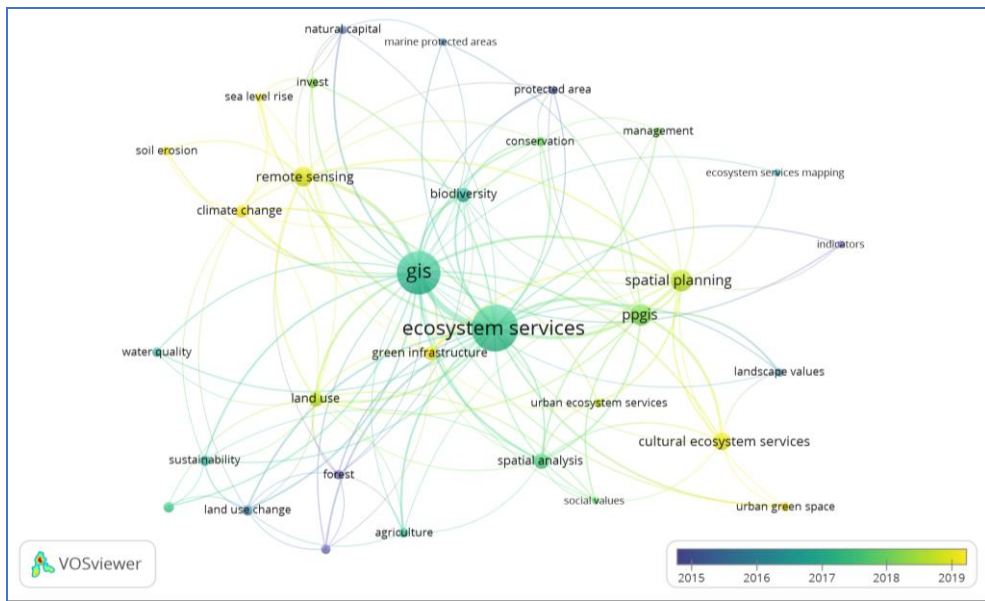 natural capital
marine protected areas
invest
sea level rise
protected area
management
conservation
soil erosion
remote sensing
ecosystem services mapping
biodiversity
climate change
indicators
gis
spatial planning
ppgis
ecosystem services
green infrastructure
water quality
landscape values
land use
urban ecosystem services
cultural ecosystem services
sustainability
spatial analysis
forest
social values
urban green space
land use change
agriculture
VOSviewer
2015 2016 2017 2018 2019